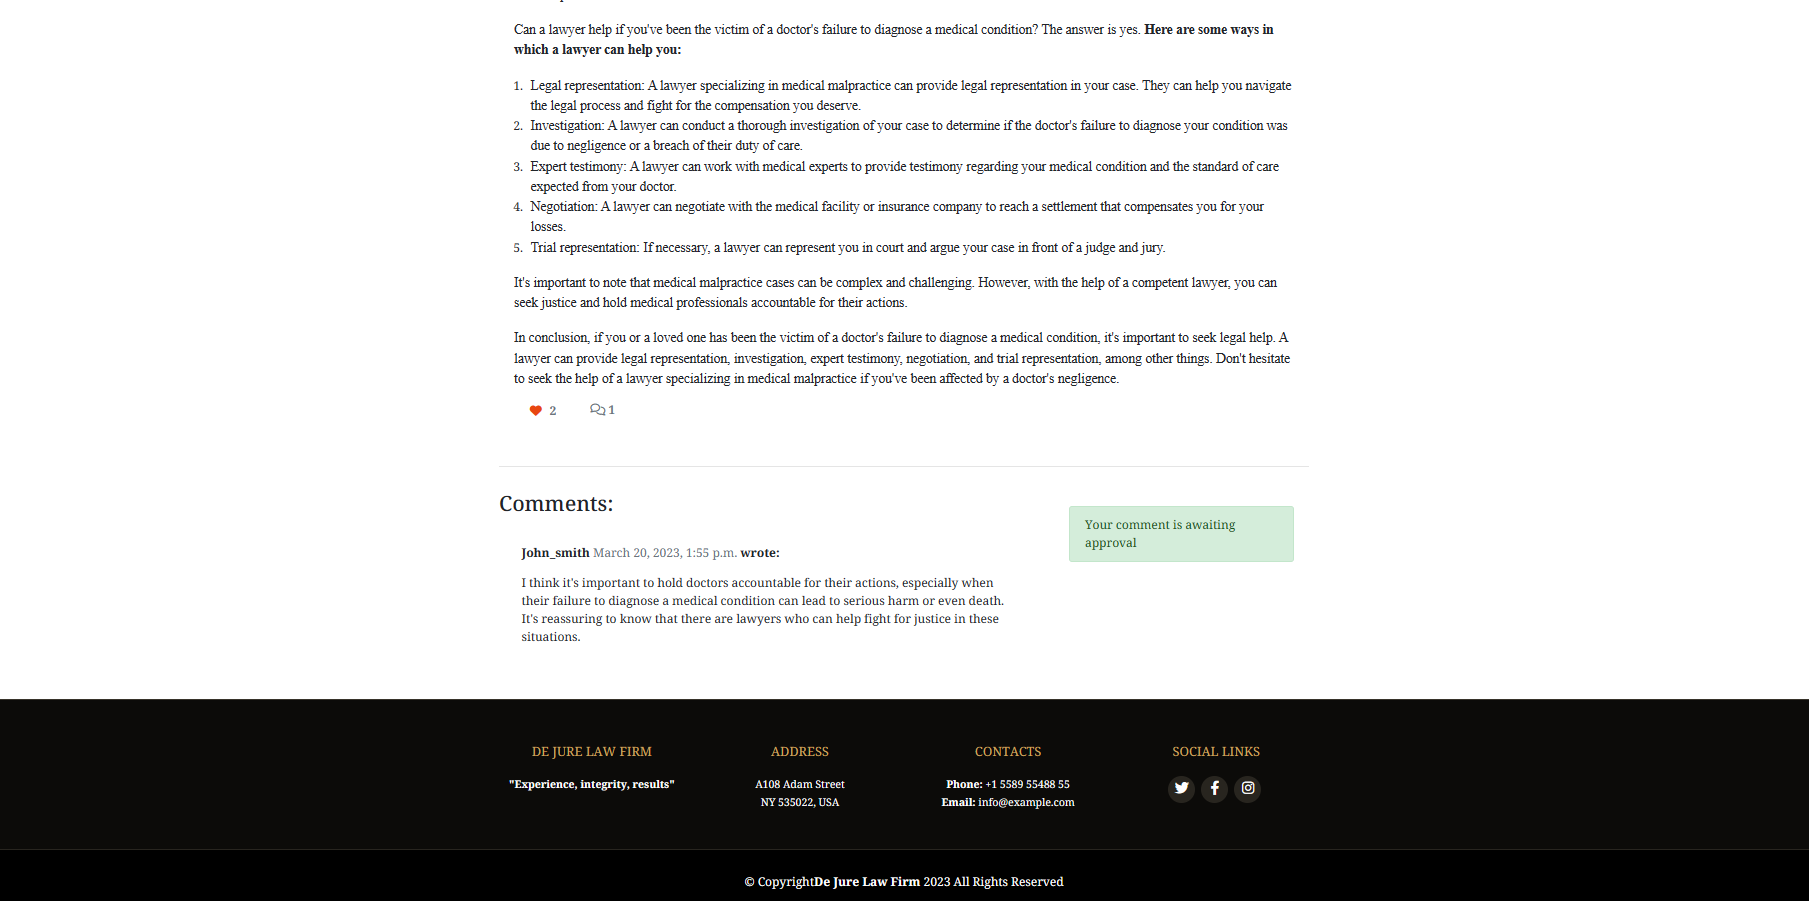 Can a lawyer help if you've been the victim of a doctor's failure to diagnose a medical condition? The answer is yes. Here are some ways in
which a lawyer can help you:
1. Legal representation: A lawyer specializing in medical malpractice can provide legal representation in your case. They can help you navigate
the legal process and fight for the compensation you deserve.
2. Investigation: A lawyer can conduct a thorough investigation of your case to determine if the doctor's failure to diagnose your condition was
due to negligence or a breach of their duty of care.
3. Expert testimony: A lawyer can work with medical experts to provide testimony regarding your medical condition and the standard of care
expected from your doctor.
4. Negotiation: A lawyer can negotiate with the medical facility or insurance company to reach a settlement that compensates you for your
losses.
5. Trial representation: If necessary, a lawyer can represent you in court and argue your case in front of a judge and jury.
It's important to note that medical malpractice cases can be complex and challenging. However, with the help of a competent lawyer, you can
seek justice and hold medical professionals accountable for their actions.
In conclusion, if you or a loved one has been the victim of a doctor's failure to diagnose a medical condition, it's important to seek legal help. A
lawyer can provide legal representation, investigation, expert testimony, negotiation, and trial representation, among other things. Don't hesitate
to seek the help of a lawyer specializing in medical malpractice if you've been affected by a doctor's negligence.
2 1
Comments:
Your comment is awaiting
approval
John_smith March 20, 2023, 1:55 p.m. wrote:
I think it's important to hold doctors accountable for their actions, especially when
their failure to diagnose a medical condition can lead to serious harm or even death.
It's reassuring to know that there are lawyers who can help fight for justice in these
situations.
DE JURE LAW FIRM
"Experience, integrity, results"
ADDRESS
A108 Adam Street
NY 535022, USA
CONTACTS
Phone: +1 5589 55488 55
Email: info@example.com
SOCIAL LINKS
© CopyrightDe Jure Law Firm 2023 All Rights Reserved